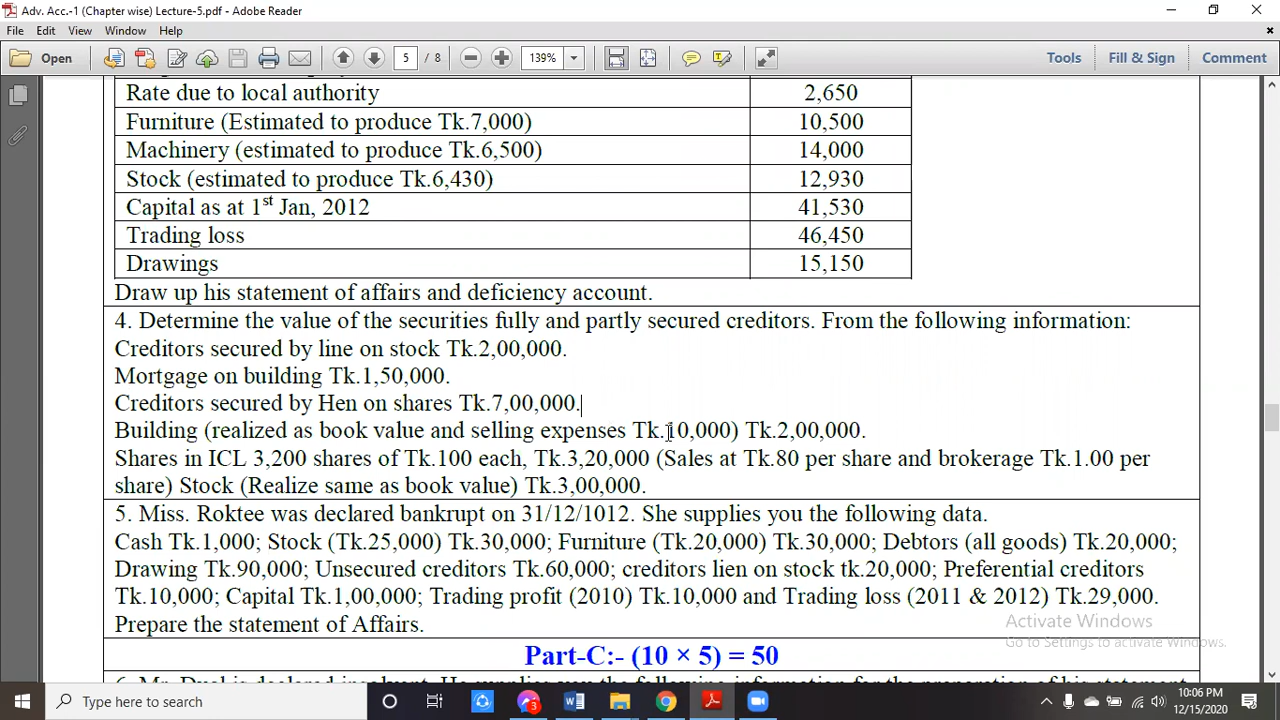 Adv. Acc.-1 (Chapter wise) Lecture-5.pdf - Adobe Reader
File Edit View Window Help
Open 5 / 8 139% Tools Fill & Sign Comment
Rate due to local authority 2,650
Furniture (Estimated to produce Tk.7,000) 10,500
Machinery (estimated to produce Tk.6,500) 14,000
Stock (estimated to produce Tk.6,430) 12,930
Capital as at 1st Jan, 2012 41,530
Trading loss 46,450
Drawings 15,150
Draw up his statement of affairs and deficiency account.
4. Determine the value of the securities fully and partly secured creditors. From the following information:
Creditors secured by line on stock Tk.2,00,000.
Mortgage on building Tk.1,50,000.
Creditors secured by Hen on shares Tk.7,00,000.
Building (realized as book value and selling expenses Tk.10,000) Tk.2,00,000.
Shares in ICL 3,200 shares of Tk.100 each, Tk.3,20,000 (Sales at Tk.80 per share and brokerage Tk.1.00 per
share) Stock (Realize same as book value) Tk.3,00,000.
5. Miss. Roktee was declared bankrupt on 31/12/1012. She supplies you the following data.
Cash Tk.1,000; Stock (Tk.25,000) Tk.30,000; Furniture (Tk.20,000) Tk.30,000; Debtors (all goods) Tk.20,000;
Drawing Tk.90,000; Unsecured creditors Tk.60,000; creditors lien on stock tk.20,000; Preferential creditors
Tk.10,000; Capital Tk.1,00,000; Trading profit (2010) Tk.10,000 and Trading loss (2011 & 2012) Tk.29,000.
Prepare the statement of Affairs.
Activate Windows
Go to Settings to activate Windows.
Part-C:- (10 × 5) = 50
Type here to search
3
10:06 PM
12/15/2020